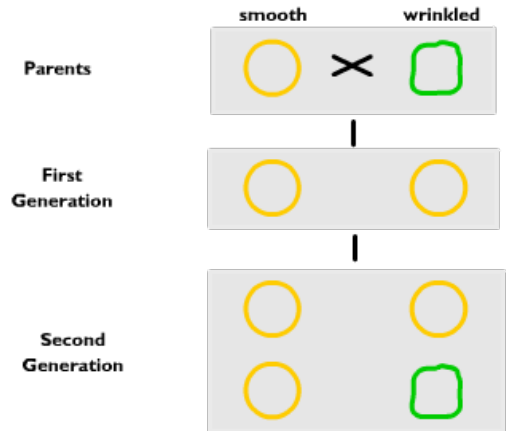 smooth wrinkled
Parents
First
Generation
Second
Generation